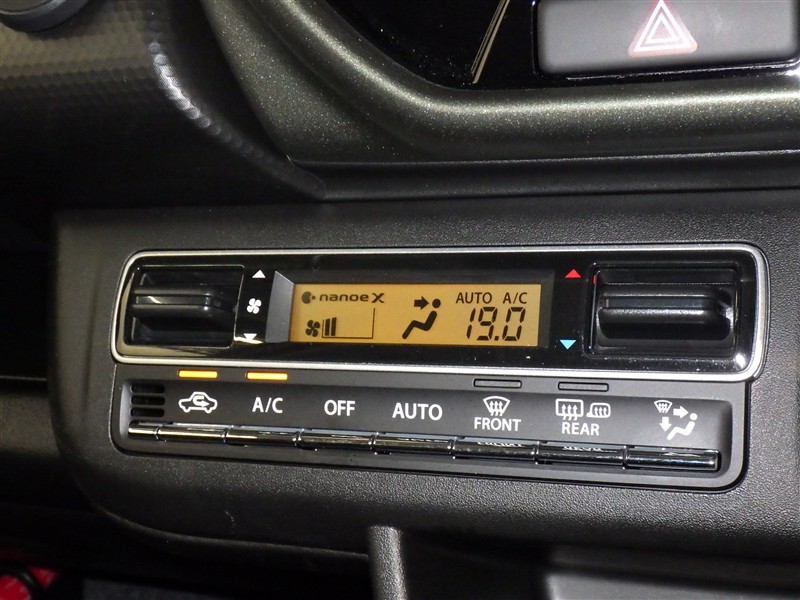 nanoe X AUTO A/C
19.0
A/C OFF AUTO FRONT REAR